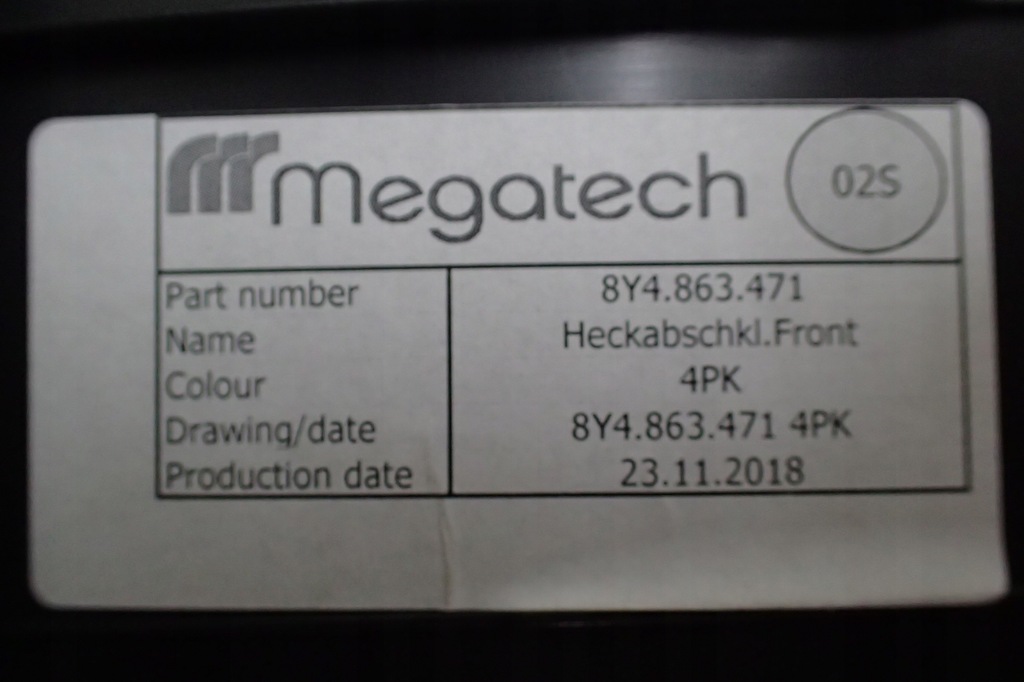 Megatech 02S
Part number 8Y4.863.471
Name Heckabschkl.Front
Colour 4PK
Drawing/date 8Y4.863.471 4PK
Production date 23.11.2018